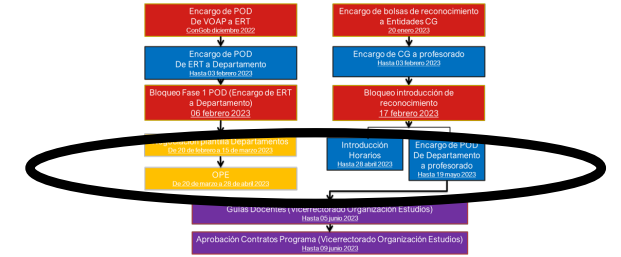 Encargo de POD
De VOAP a ERT
ConGob diciembre 2022
Encargo de POD
De ERT a Departamento
Hasta 03 febrero 2023
Bloqueo Fase 1 POD (Encargo de ERT
a Departamento)
06 febrero 2023
plantilla Departamentos
De 20 de febrero a 15 de marzo 2023
OPE
De 20 de marzo a 28 de abril 2023
Encargo de bolsas de reconocimiento
a Entidades CG
20 enero 2023
Encargo de CG a profesorado
Hasta 03 febrero 2023
Bloqueo introducción de
reconocimiento
17 febrero 2023
Introducción
Horarios
Hasta 28 abril 2023
Encargo de POD
De Departamento
a profesorado
Hasta 19 mayo 2023
Guías Docentes (Vicerrectorado Organización Estudios)
Hasta 05 junio 2023
Aprobación Contratos Programa (Vicerrectorado Organización Estudios)
Hasta 09 junio 2023